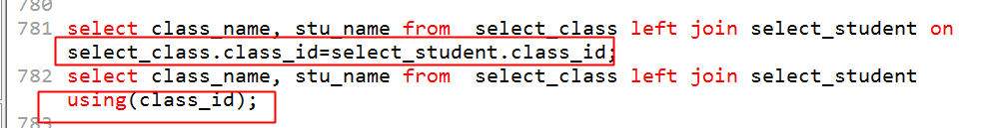 780
781 select class_name, stu_name from  select_class left join select_student on
select_class.class_id=select_student.class_id;
782 select class_name, stu_name from  select_class left join select_student
using(class_id);
783